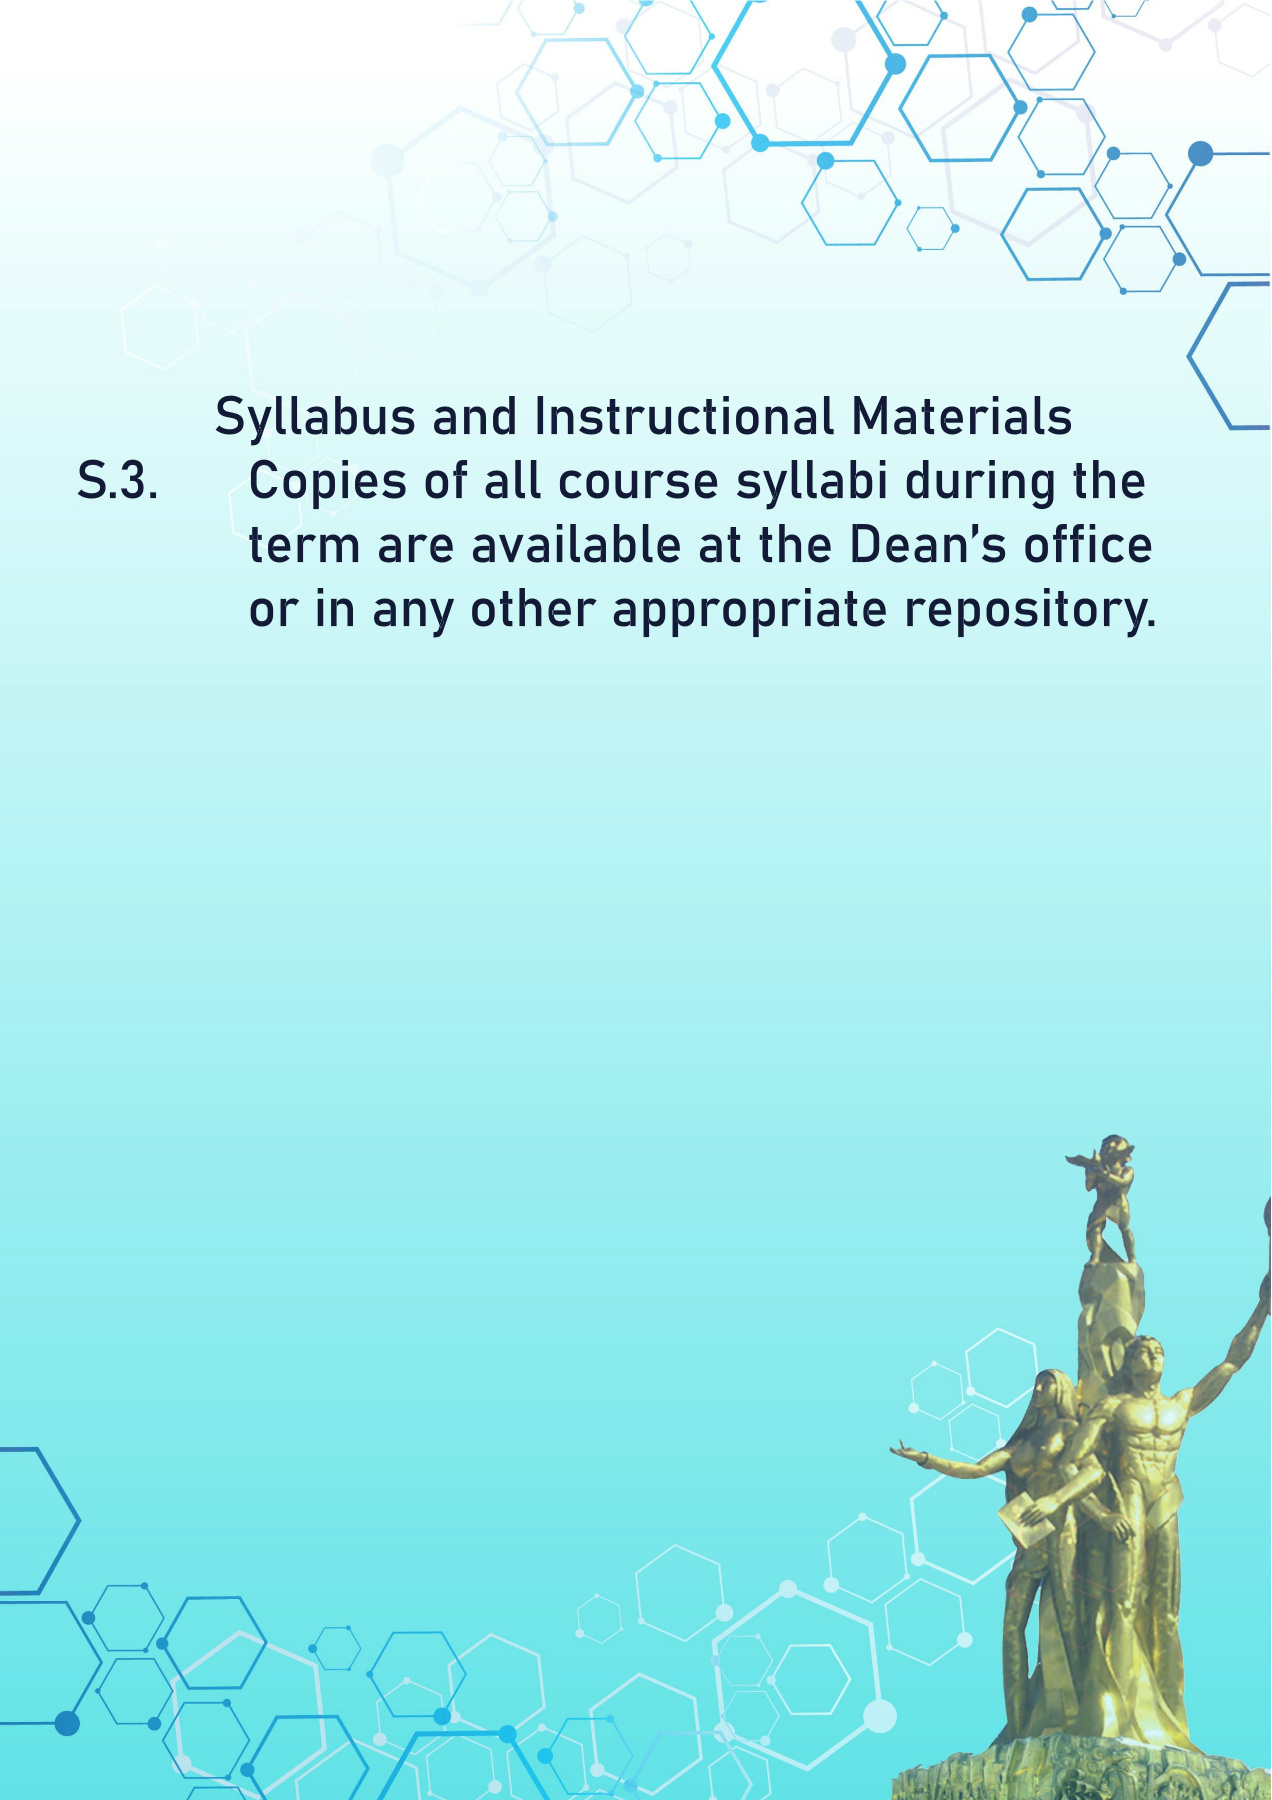 Syllabus and Instructional Materials
S.3. Copies of all course syllabi during the
term are available at the Dean’s office
or in any other appropriate repository.